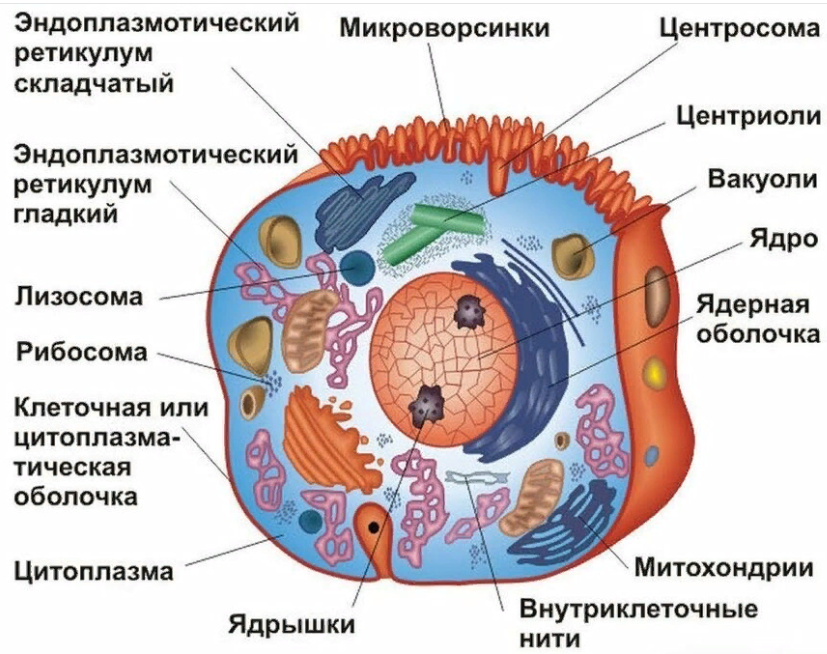 Эндоплазмотический
ретикулум
складчатый
Микроворсинки
Центросома
Центриоли
Эндоплазмотический
ретикулум
гладкий
Вакуоли
Ядро
Лизосома
Ядерная
оболочка
Рибосома
Клеточная или
цитоплазма-
тическая
оболочка
Цитоплазма
Митохондрии
Ядрышки
Внутриклеточные
нити